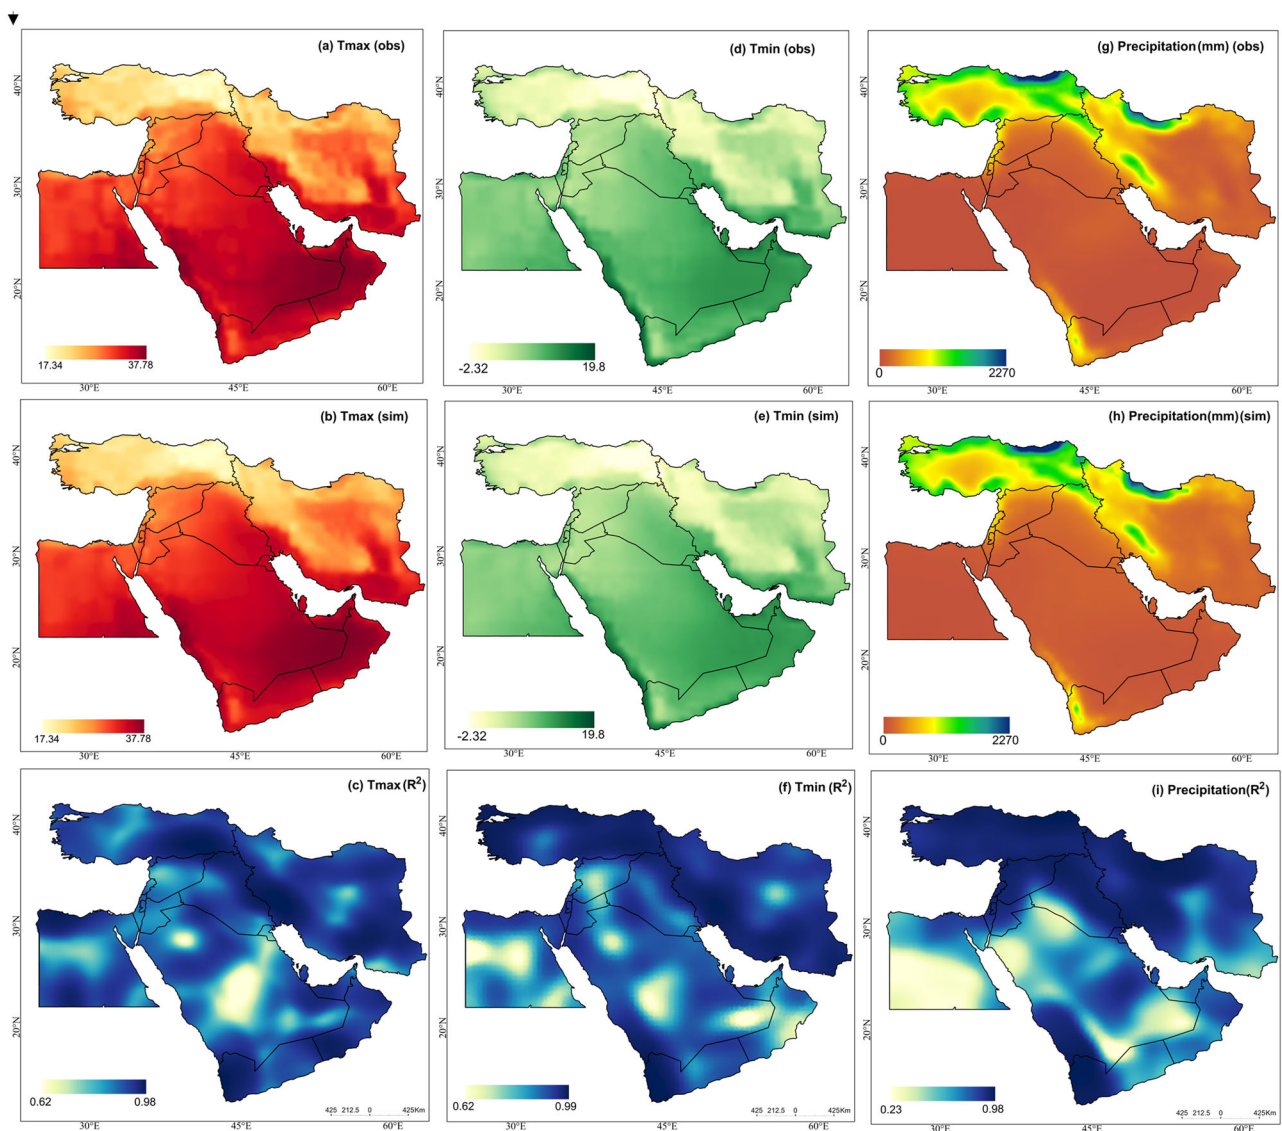 (a) Tmax (obs)
40°N
30°N
20°N
17.34 37.78
30°E 45°E 60°E
(d) Tmin (obs)
40°N
30°N
20°N
-2.32 19.8
30°E 45°E 60°E
(g) Precipitation(mm) (obs)
40°N
30°N
20°N
0 2270
30°E 45°E 60°E
(b) Tmax (sim)
40°N
30°N
20°N
17.34 37.78
30°E 45°E 60°E
(e) Tmin (sim)
40°N
30°N
20°N
-2.32 19.8
30°E 45°E 60°E
(h) Precipitation(mm)(sim)
40°N
30°N
20°N
0 2270
30°E 45°E 60°E
(c) Tmax (R²)
40°N
30°N
20°N
0.62 0.98
425 212.5 0 425Km
30°E 45°E 60°E
(f) Tmin (R²)
40°N
30°N
20°N
0.62 0.99
425 212.5 0 425Km
30°E 45°E 60°E
(i) Precipitation(R²)
40°N
30°N
20°N
0.23 0.98
425 212.5 0 425Km
30°E 45°E 60°E